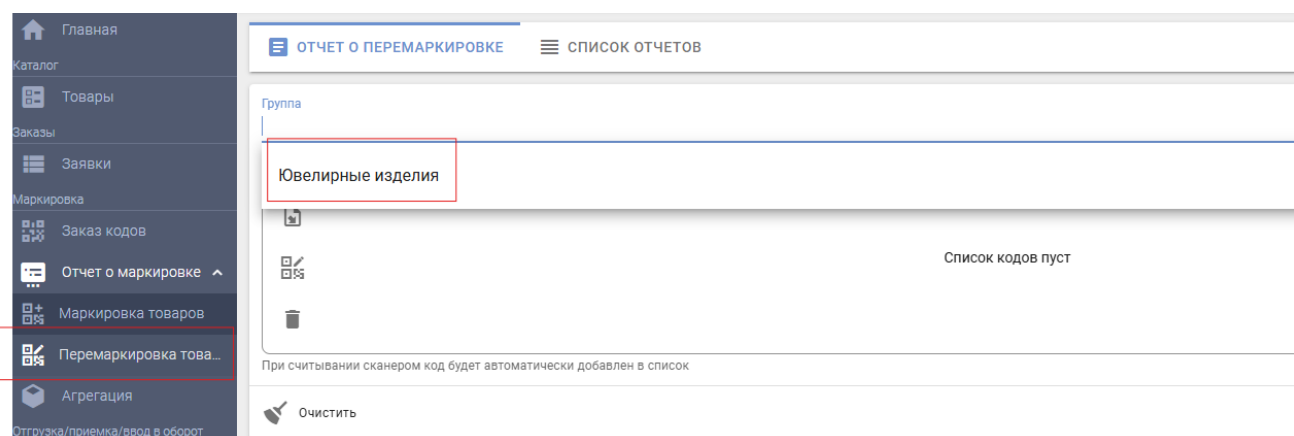 Главная
Каталог
Товары
Заказы
Заявки
Маркировка
Заказ кодов
Отчет о маркировке
Маркировка товаров
Перемаркировка това...
Агрегация
Отгрузка/приемка/ввод в оборот
ОТЧЕТ О ПЕРЕМАРКИРОВКЕ СПИСОК ОТЧЕТОВ
Группа
Ювелирные изделия
Список кодов пуст
При считывании сканером код будет автоматически добавлен в список
Очистить